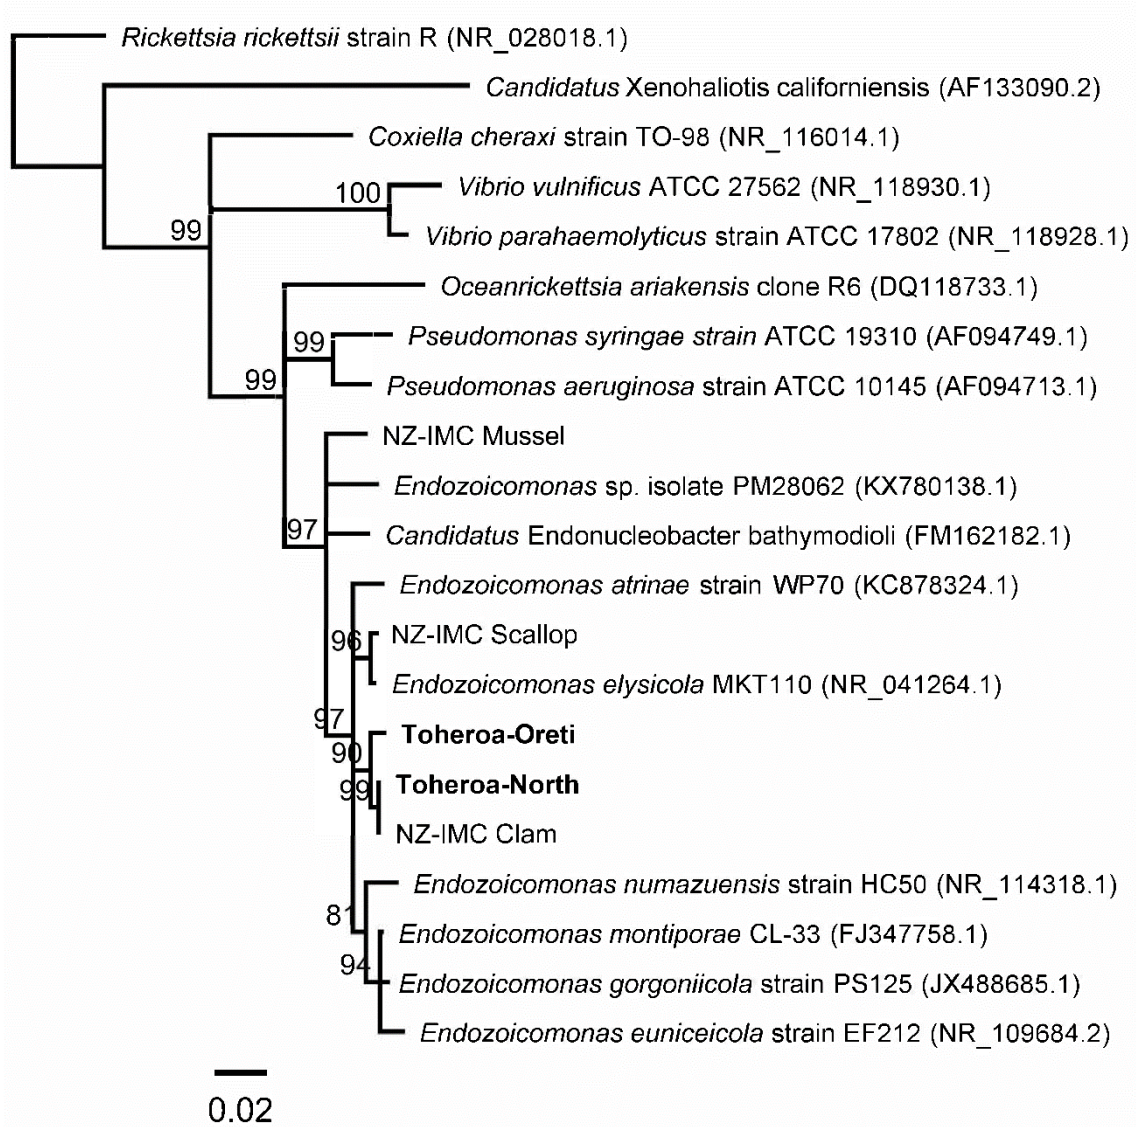 Rickettsia rickettsii strain R (NR_028018.1)
Candidatus Xenohaliotis californiensis (AF133090.2)
Coxiella cheraxi strain TO-98 (NR_116014.1)
100 Vibrio vulnificus ATCC 27562 (NR_118930.1)
99 Vibrio parahaemolyticus strain ATCC 17802 (NR_118928.1)
Oceanrickettsia ariakensis clone R6 (DQ118733.1)
99 Pseudomonas syringae strain ATCC 19310 (AF094749.1)
99 Pseudomonas aeruginosa strain ATCC 10145 (AF094713.1)
NZ-IMC Mussel
Endozoicomonas sp. isolate PM28062 (KX780138.1)
97 Candidatus Endonucleobacter bathymodioli (FM162182.1)
Endozoicomonas atrinae strain WP70 (KC878324.1)
96 NZ-IMC Scallop
Endozoicomonas elysicola MKT110 (NR_041264.1)
97
90 Toheroa-Oreti
99 Toheroa-North
NZ-IMC Clam
Endozoicomonas numazuensis strain HC50 (NR_114318.1)
81 Endozoicomonas montiporae CL-33 (FJ347758.1)
94 Endozoicomonas gorgoniicola strain PS125 (JX488685.1)
Endozoicomonas euniceicola strain EF212 (NR_109684.2)
0.02